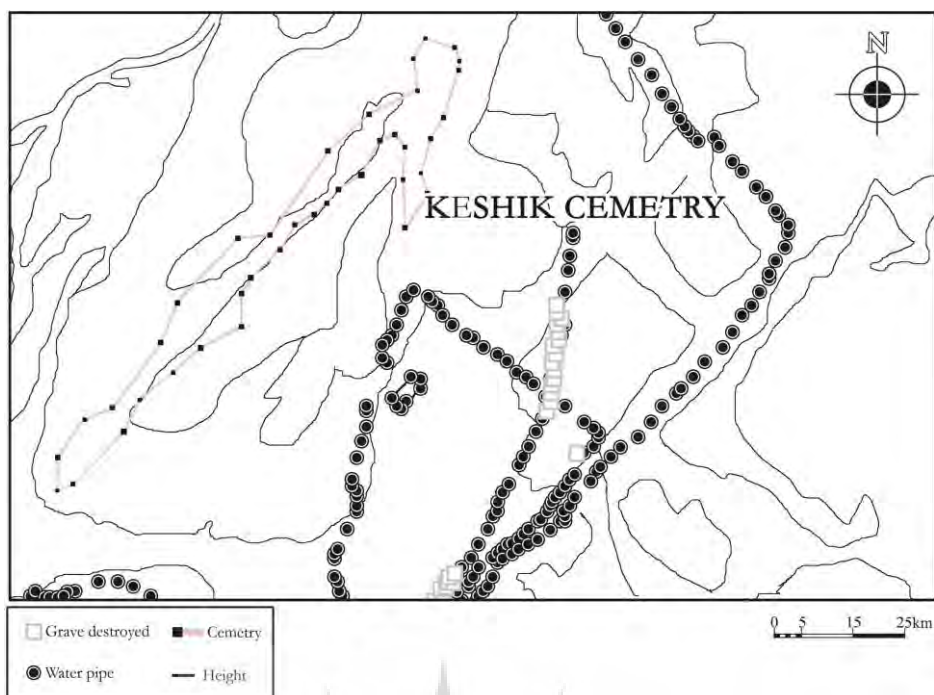 N
KESHIK CEMETRY
Grave destroyed
Cemetry
Water pipe
Height
0 5 15 25km